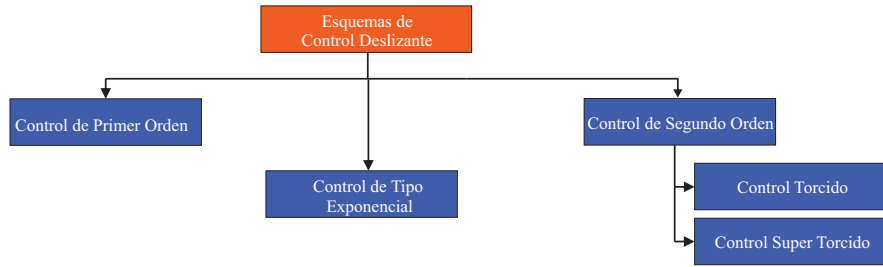 Esquemas de
Control Deslizante
Control de Primer Orden
Control de Segundo Orden
Control de Tipo
Exponencial
Control Torcido
Control Super Torcido